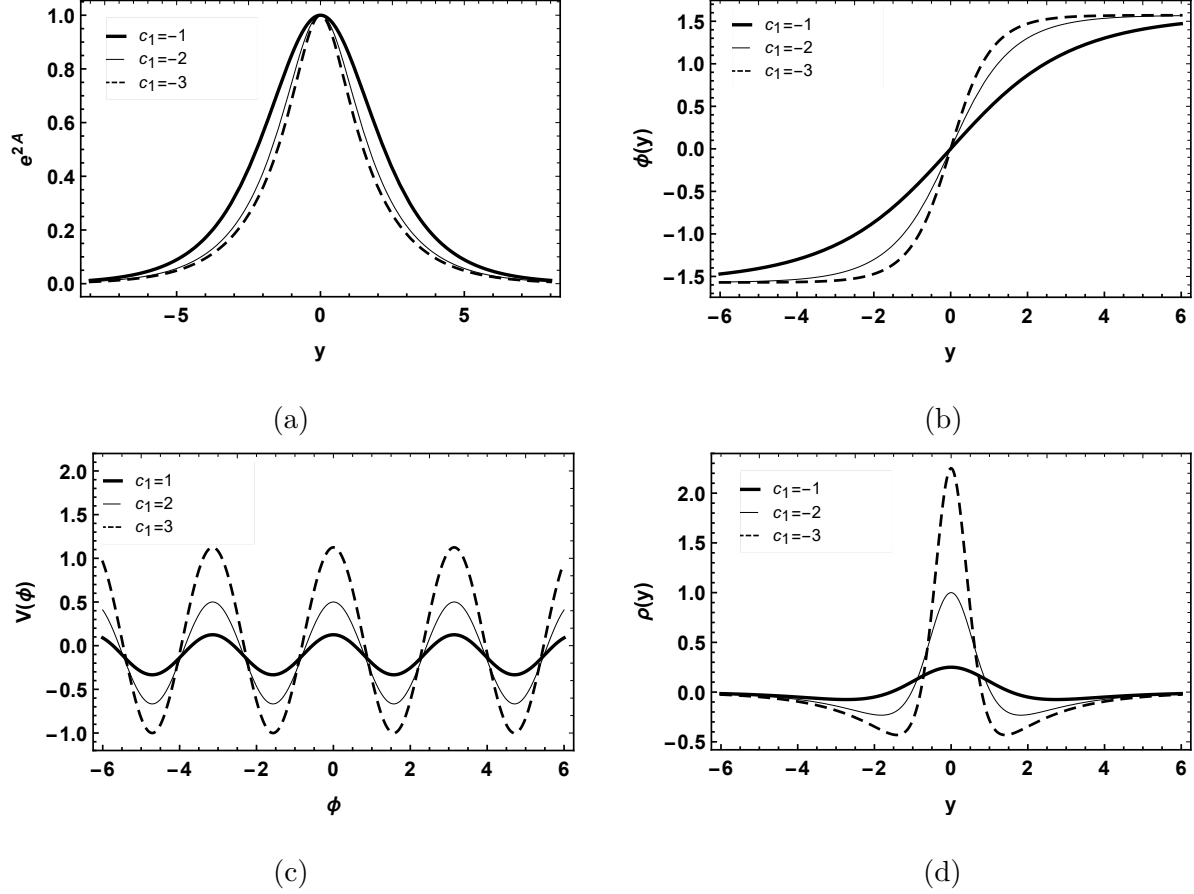 1.0
0.8
0.6
0.4
0.2
0.0
e^{2 A}
c₁=−1
c₁=−2
c₁=−3
−5 0 5
y
(a)
1.5
1.0
0.5
0.0
−0.5
−1.0
−1.5
ϕ(y)
c₁=−1
c₁=−2
c₁=−3
−6 −4 −2 0 2 4 6
y
(b)
2.0
1.5
1.0
0.5
0.0
−0.5
−1.0
V(ϕ)
c₁=1
c₁=2
c₁=3
−6 −4 −2 0 2 4 6
ϕ
(c)
2.0
1.5
1.0
0.5
0.0
−0.5
ρ(y)
c₁=−1
c₁=−2
c₁=−3
−6 −4 −2 0 2 4 6
y
(d)